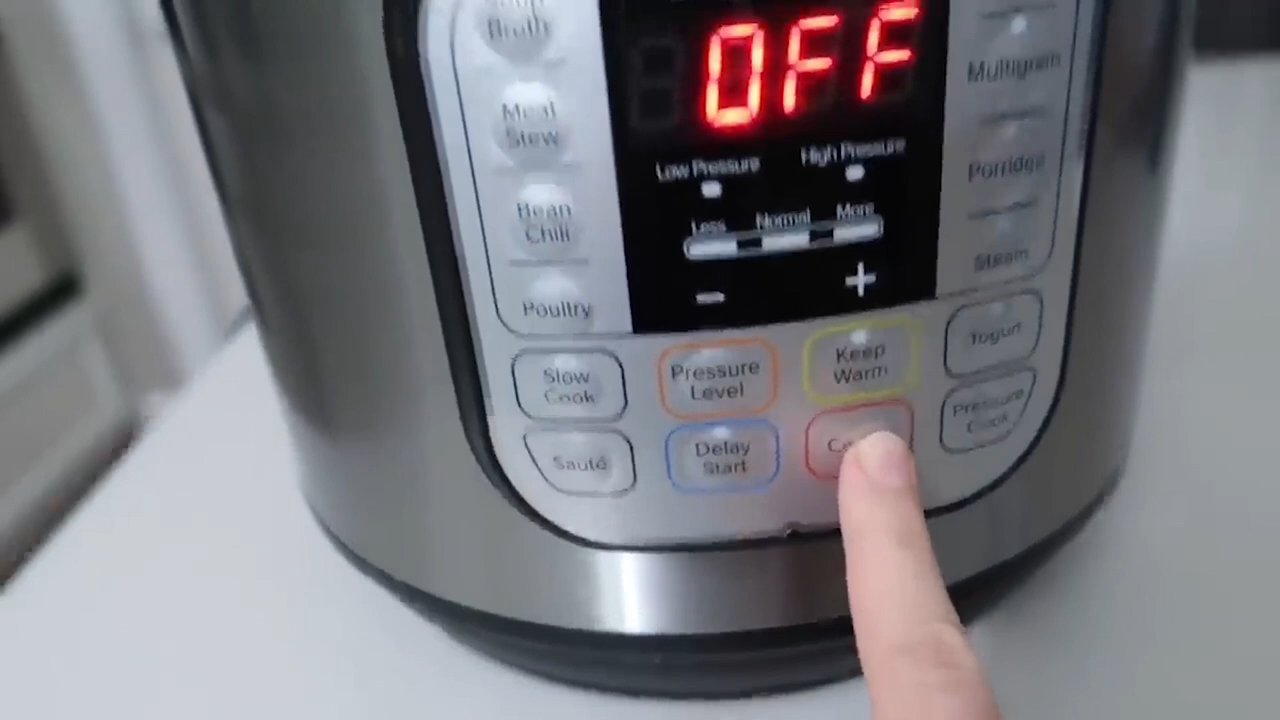 Broth
OFF
Multigrain
Meat
Stew
Low Pressure
High Pressure
Porridge
Less
Normal
More
Bean
Chili
Steam
-
+
Poultry
Slow
Cook
Pressure
Level
Keep
Warm
Yogurt
Sauté
Delay
Start
Pressure
Cook